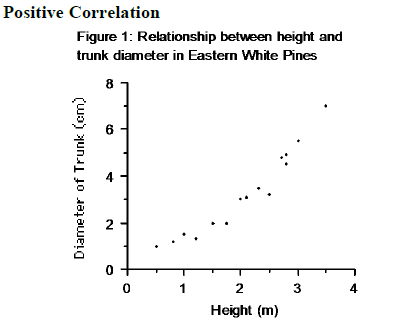 Positive Correlation
Figure 1: Relationship between height and
trunk diameter in Eastern White Pines
Diameter of Trunk (cm)
8
6
4
2
0
0 1 2 3 4
Height (m)